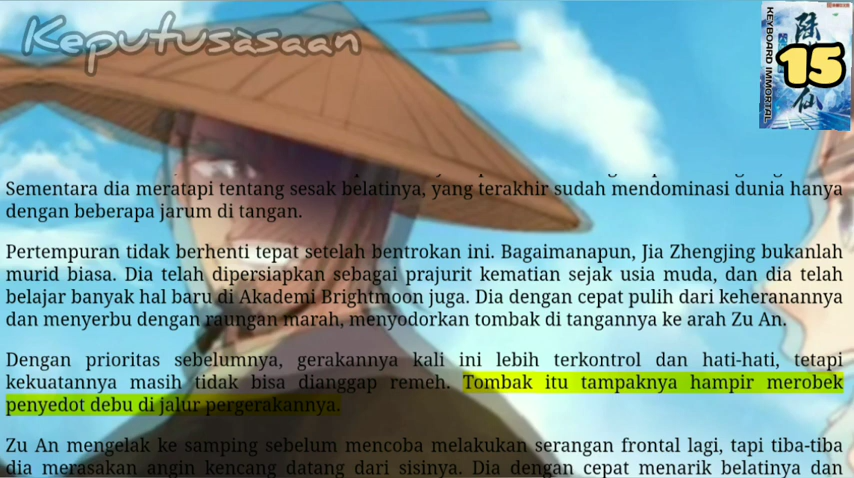 Keputusasaan
KEYBOARD IMMORTAL
15
Sementara dia meratapi tentang sesak belatinya, yang terakhir sudah mendominasi dunia hanya
dengan beberapa jarum di tangan.
Pertempuran tidak berhenti tepat setelah bentrokan ini. Bagaimanapun, Jia Zhengjing bukanlah
murid biasa. Dia telah dipersiapkan sebagai prajurit kematian sejak usia muda, dan dia telah
belajar banyak hal baru di Akademi Brightmoon juga. Dia dengan cepat pulih dari keheranannya
dan menyerbu dengan raungan marah, menyodorkan tombak di tangannya ke arah Zu An.
Dengan prioritas sebelumnya, gerakannya kali ini lebih terkontrol dan hati-hati, tetapi
kekuatannya masih tidak bisa dianggap remeh. Tombak itu tampaknya hampir merobek
penyedot debu di jalur pergerakannya.
Zu An mengelak ke samping sebelum mencoba melakukan serangan frontal lagi, tapi tiba-tiba
dia merasakan angin kencang datang dari sisinya. Dia dengan cepat menarik belatinya dan